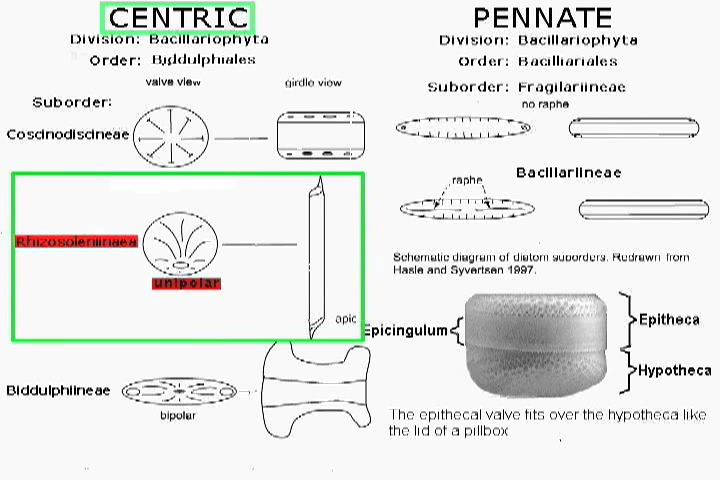 CENTRIC
Division: Bacillariophyta
Order: Biddulphiales
valve view
girdle view
Suborder:
Coscinodiscineae
Rhizosoleniinaea
unipolar
apic
Biddulphiineae
bipolar
PENNATE
Division: Bacillariophyta
Order: Bacilliariales
Suborder: Fragilariineae
no raphe
Bacillariineae
raphe
Schematic diagram of diatom suborders. Redrawn from
Hasle and Syvertsen 1997.
Epicingulum
Epitheca
Hypotheca
The epithecal valve fits over the hypotheca like
the lid of a pillbox